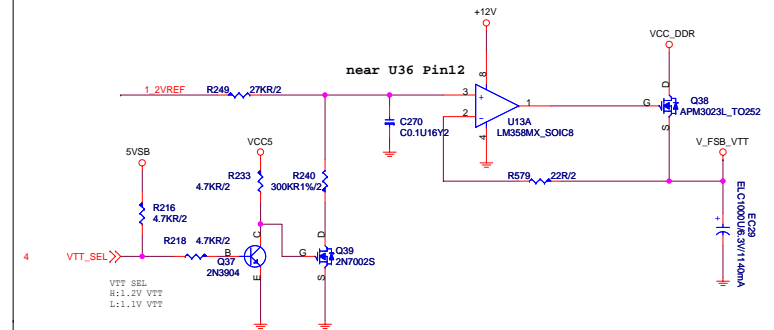 +12V
VCC_DDR
near U36 Pin12
1_2VREF
R249
27KR/2
8
3
+
2
-
1
4
U13A
LM358MX_SOIC8
D
G
S
Q38
APM3023L_TO252
C270
C0.1U16Y2
V_FSB_VTT
R579
22R/2
+
EC29
ELC1000U/6.3V/1140mA
5VSB
VCC5
R233
4.7KR/2
R240
300KR1%/2
R216
4.7KR/2
4
VTT_SEL
R218
4.7KR/2
B
C
E
Q37
2N3904
D
G
S
Q39
2N7002S
VTT SEL
H:1.2V VTT
L:1.1V VTT